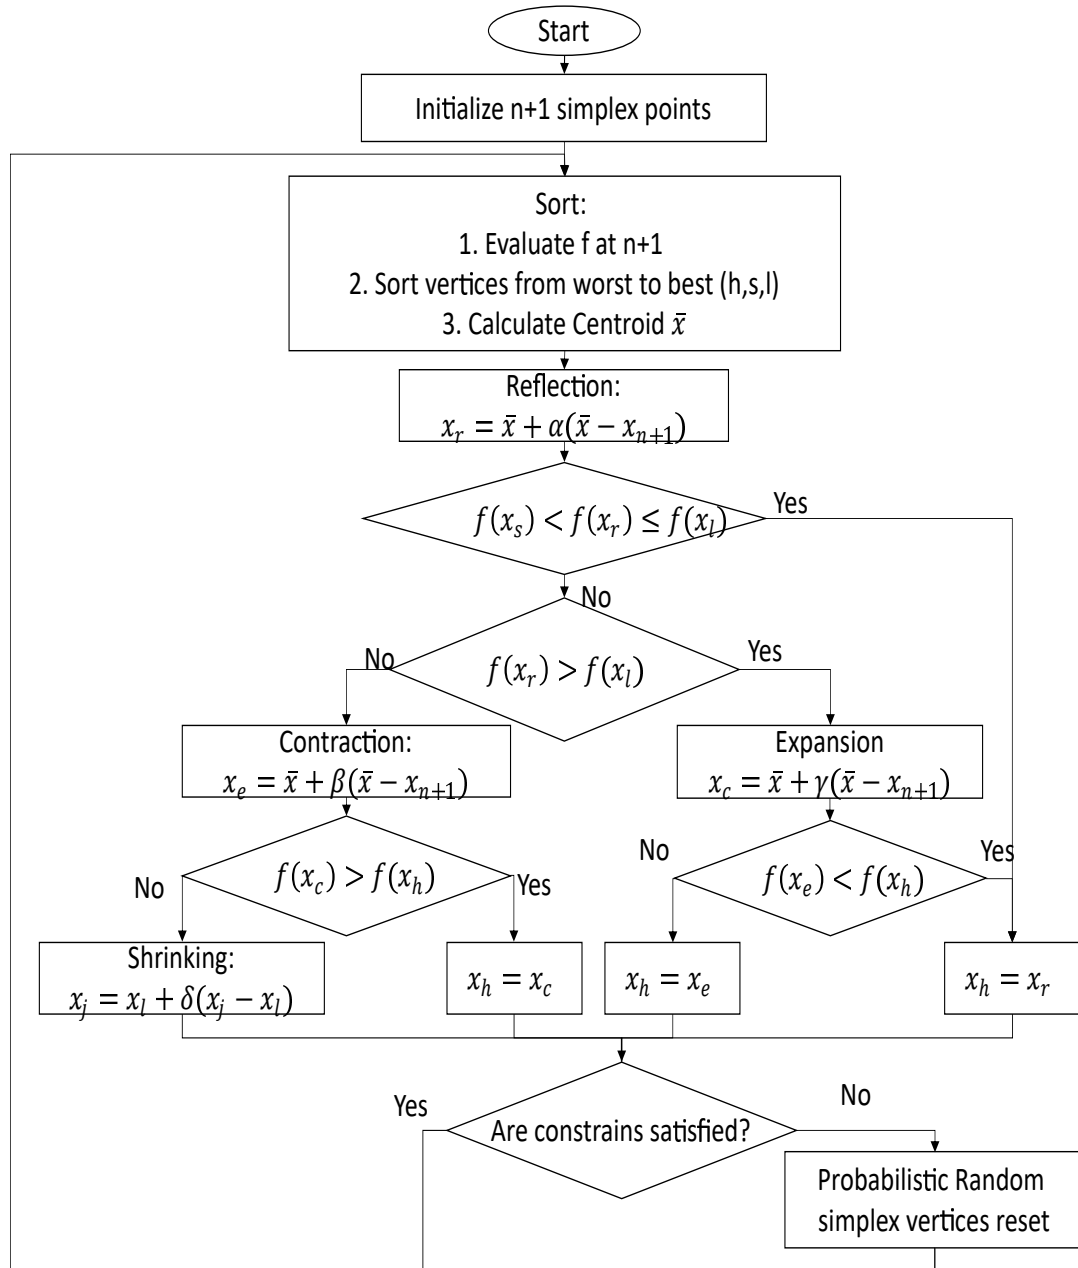 Start
Initialize n+1 simplex points
Sort:
1. Evaluate f at n+1
2. Sort vertices from worst to best (h,s,l)
3. Calculate Centroid x̄
Reflection:
x_r = x̄ + α(x̄ − x_{n+1})
f(x_s) < f(x_r) ≤ f(x_l)
Yes
No
f(x_r) > f(x_l)
No
Yes
Contraction:
x_e = x̄ + β(x̄ − x_{n+1})
Expansion
x_c = x̄ + γ(x̄ − x_{n+1})
f(x_c) > f(x_h)
No
Yes
f(x_e) < f(x_h)
No
Yes
Shrinking:
x_j = x_l + δ(x_j − x_l)
x_h = x_c
x_h = x_e
x_h = x_r
Are constrains satisfied?
Yes
No
Probabilistic Random
simplex vertices reset